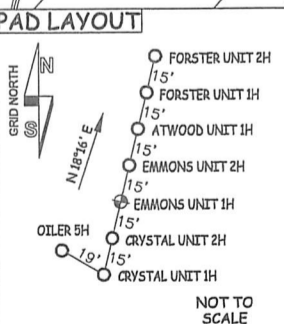 PAD LAYOUT
GRID NORTH
N
S
N 18°16' E
FORSTER UNIT 2H
15'
FORSTER UNIT 1H
15'
ATWOOD UNIT 1H
15'
EMMONS UNIT 2H
15'
EMMONS UNIT 1H
15'
OILER 5H
CRYSTAL UNIT 2H
19'
15'
CRYSTAL UNIT 1H
NOT TO
SCALE